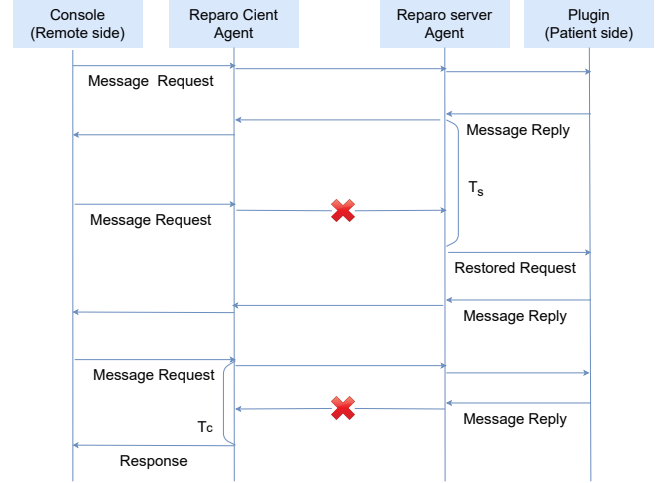 Console
(Remote side)
Reparo Cient
Agent
Reparo server
Agent
Plugin
(Patient side)
Message Request
Message Reply
Ts
Message Request
Restored Request
Message Reply
Message Request
Tc
Message Reply
Response